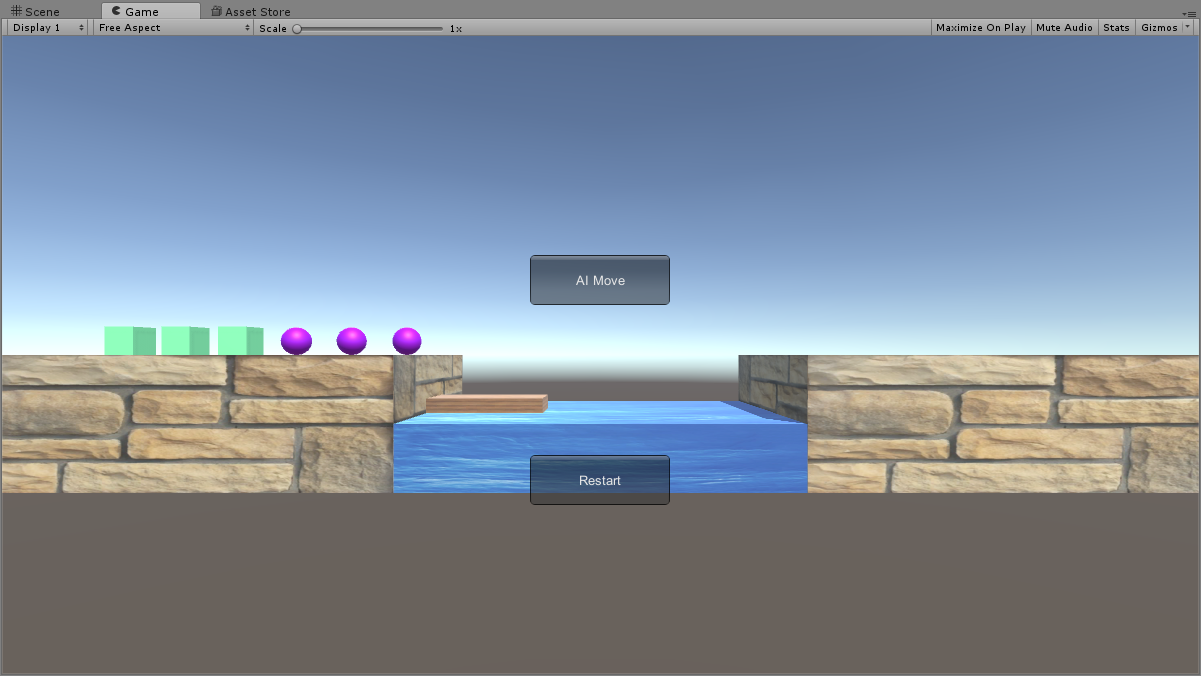 Scene
Game
Asset Store
Display 1
Free Aspect
Scale
1x
Maximize On Play
Mute Audio
Stats
Gizmos
AI Move
Restart